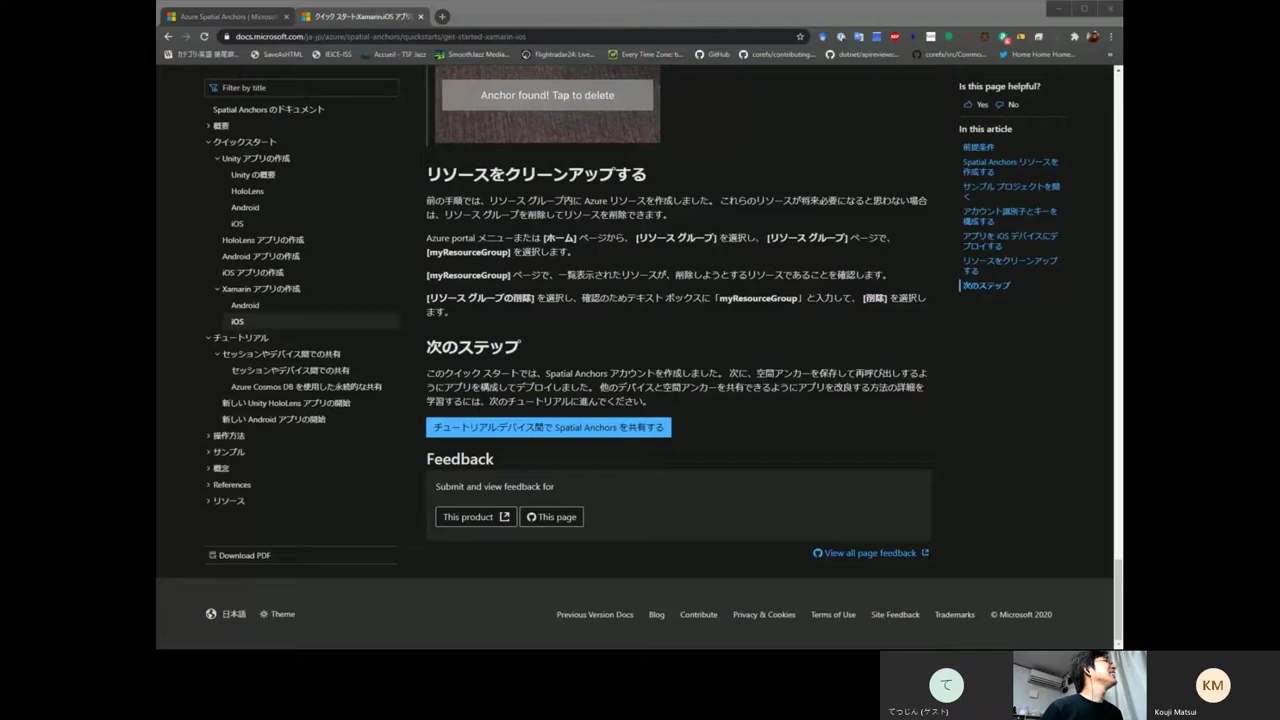 Azure Spatial Anchors | Microsoft
クイック スタート:Xamarin.iOS アプリ
docs.microsoft.com/ja-jp/azure/spatial-anchors/quickstarts/get-started-xamarin-ios
SaveAsHTML
IEICE-ISS
Access - TSF Jazz
SmoothJazz Media...
Flightradar24: Live...
Every Time Zone: t...
GitHub
corefx/contributing...
dotnet/apireviews:...
corefx/src/Commo...
Home Home Home...
Filter by title
Spatial Anchors のドキュメント
概要
クイックスタート
Unity アプリの作成
Unity の概要
HoloLens
Android
iOS
HoloLens アプリの作成
Android アプリの作成
iOS アプリの作成
Xamarin アプリの作成
Android
iOS
チュートリアル
セッションやデバイス間での共有
セッションやデバイス間での共有
Azure Cosmos DB を使用した永続的な共有
新しい Unity HoloLens アプリの開始
新しい Android アプリの開始
操作方法
サンプル
概念
References
リソース
Download PDF
Anchor found! Tap to delete
リソースをクリーンアップする
前の手順では、リソース グループ内に Azure リソースを作成しました。 これらのリソースが将来必要になると思わない場合
は、リソース グループを削除してリソースを削除できます。
Azure portal メニューまたは [ホーム] ページから、[リソース グループ] を選択し、[リソース グループ] ページで、
[myResourceGroup] を選択します。
[myResourceGroup] ページで、一覧表示されたリソースが、削除しようとするリソースであることを確認します。
[リソース グループの削除] を選択し、確認のためテキスト ボックスに「myResourceGroup」と入力して、[削除] を選択しま
す。
次のステップ
このクイック スタートでは、Spatial Anchors アカウントを作成しました。 次に、空間アンカーを保存して再呼び出しするよ
うにアプリを構成してデプロイしました。 他のデバイスと空間アンカーを共有できるようにアプリを改良する方法の詳細を
学習するには、次のチュートリアルに進んでください。
チュートリアル:デバイス間で Spatial Anchors を共有する
Feedback
Submit and view feedback for
This product
This page
View all page feedback
Is this page helpful?
Yes
No
In this article
前提条件
Spatial Anchors リソースを
作成する
サンプル プロジェクトを開
く
アカウント識別子とキーを
構成する
アプリを iOS デバイスにデ
プロイする
リソースをクリーンアップ
する
次のステップ
日本語
Theme
Previous Version Docs
Blog
Contribute
Privacy & Cookies
Terms of Use
Site Feedback
Trademarks
© Microsoft 2020
て
てつじん (ゲスト)
KM
Kouji Matsui